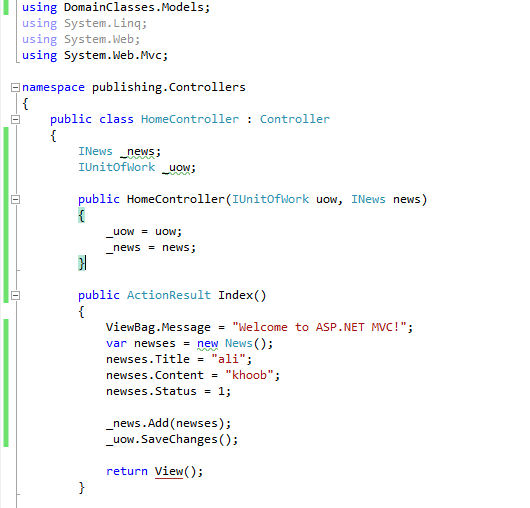 using DomainClasses.Models;
using System.Linq;
using System.Web;
using System.Web.Mvc;

namespace publishing.Controllers
{
    public class HomeController : Controller
    {
        INews _news;
        IUnitOfWork _uow;

        public HomeController(IUnitOfWork uow, INews news)
        {
            _uow = uow;
            _news = news;
        }

        public ActionResult Index()
        {
            ViewBag.Message = "Welcome to ASP.NET MVC!";
            var newses = new News();
            newses.Title = "ali";
            newses.Content = "khoob";
            newses.Status = 1;

            _news.Add(newses);
            _uow.SaveChanges();

            return View();
        }